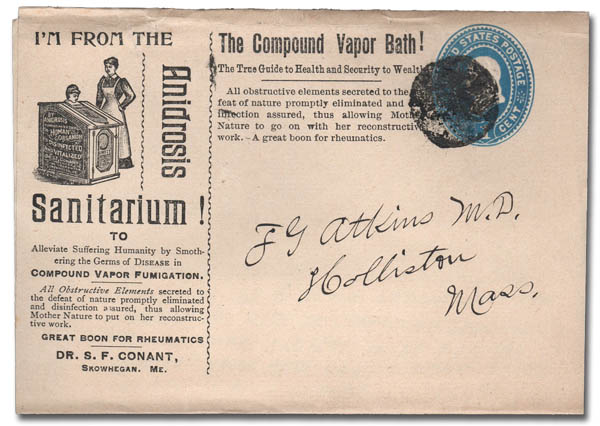 I'M FROM THE
Anidrosis
Sanitarium!
TO
Alleviate Suffering Humanity by Smoth-
ering the Germs of DISEASE in
COMPOUND VAPOR FUMIGATION.
All Obstructive Elements secreted to
the defeat of nature promptly eliminated
and disinfection assured, thus allowing
Mother Nature to put on her reconstruc-
tive work.
GREAT BOON FOR RHEUMATICS
DR. S. F. CONANT,
SKOWHEGAN. ME.
The Compound Vapor Bath!
The True Guide to Health and Security to Wealth
All obstructive elements secreted to the
defeat of nature promptly eliminated and
infection assured, thus allowing Mother
Nature to go on with her reconstructive
work.—A great boon for rheumatics.
STATES POSTAGE
CENT
F G Atkins M.D.
Holliston
Mass.